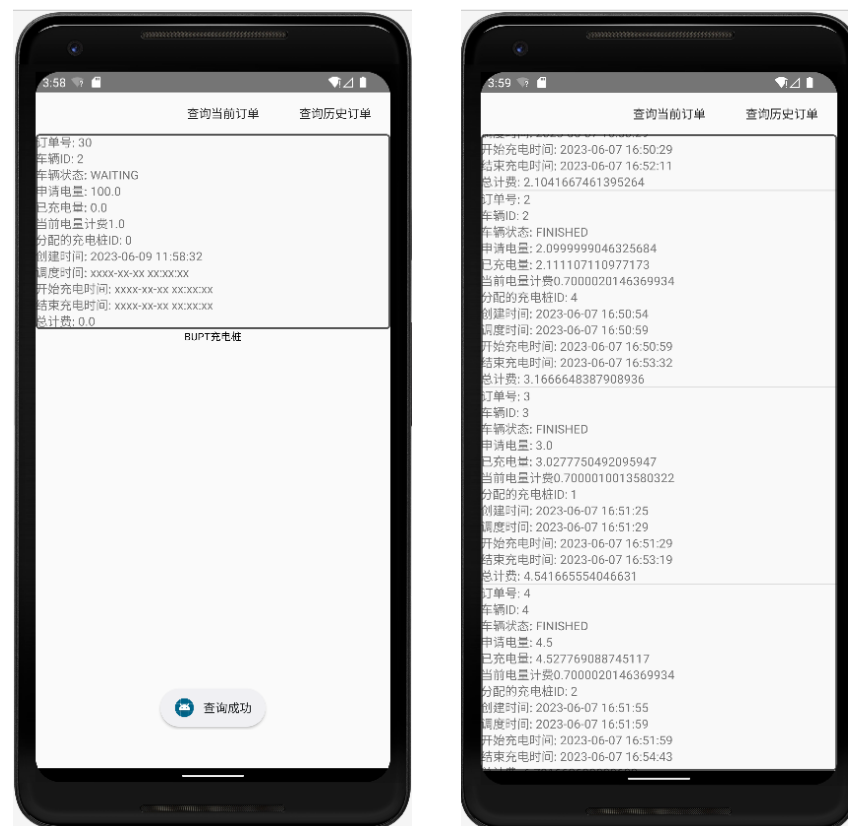 3:58
查询当前订单 查询历史订单
订单号: 30
车辆ID: 2
车辆状态: WAITING
申请电量: 100.0
已充电量: 0.0
当前电量计费1.0
分配的充电桩ID: 0
创建时间: 2023-06-09 11:58:32
调度时间: xxxx-xx-xx xx:xx:xx
开始充电时间: xxxx-xx-xx xx:xx:xx
结束充电时间: xxxx-xx-xx xx:xx:xx
总计费: 0.0
BUPT充电桩
查询成功
3:59
查询当前订单 查询历史订单
开始充电时间: 2023-06-07 16:50:29
结束充电时间: 2023-06-07 16:52:11
总计费: 2.1041667461395264
订单号: 2
车辆ID: 2
车辆状态: FINISHED
申请电量: 2.0999999046325684
已充电量: 2.111107110977173
当前电量计费0.7000020146369934
分配的充电桩ID: 4
创建时间: 2023-06-07 16:50:54
调度时间: 2023-06-07 16:50:59
开始充电时间: 2023-06-07 16:50:59
结束充电时间: 2023-06-07 16:53:32
总计费: 3.1666648387908936
订单号: 3
车辆ID: 3
车辆状态: FINISHED
申请电量: 3.0
已充电量: 3.0277750492095947
当前电量计费0.7000010013580322
分配的充电桩ID: 1
创建时间: 2023-06-07 16:51:25
调度时间: 2023-06-07 16:51:29
开始充电时间: 2023-06-07 16:51:29
结束充电时间: 2023-06-07 16:53:19
总计费: 4.541665554046631
订单号: 4
车辆ID: 4
车辆状态: FINISHED
申请电量: 4.5
已充电量: 4.527769088745117
当前电量计费0.7000020146369934
分配的充电桩ID: 2
创建时间: 2023-06-07 16:51:55
调度时间: 2023-06-07 16:51:59
开始充电时间: 2023-06-07 16:51:59
结束充电时间: 2023-06-07 16:54:43